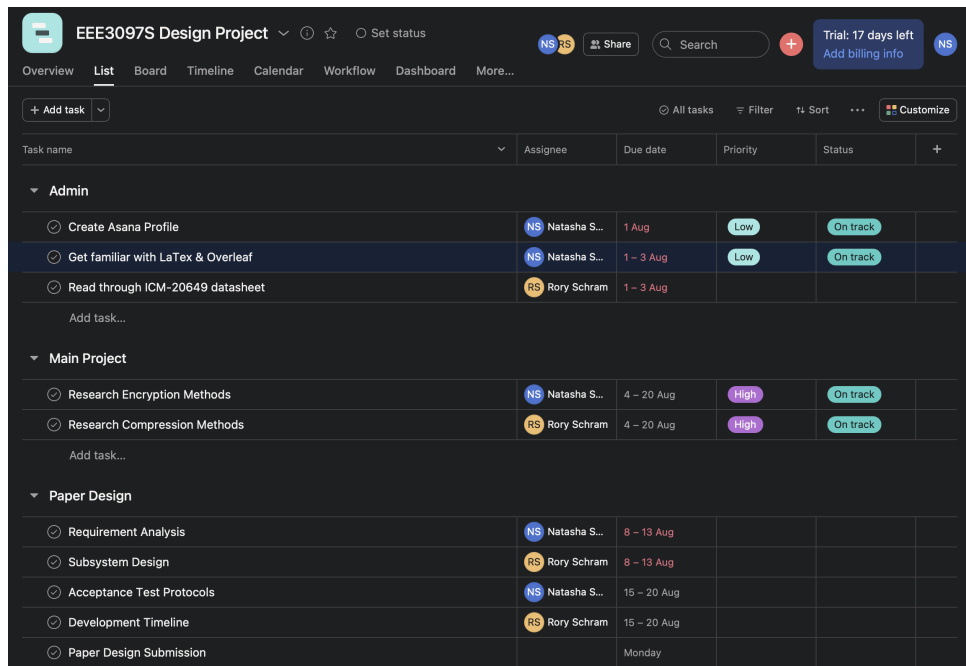 EEE3097S Design Project
Set status
NS RS
Share
Search
Trial: 17 days left
Add billing info
NS
Overview List Board Timeline Calendar Workflow Dashboard More...
+ Add task
All tasks Filter Sort ... Customize
Task name Assignee Due date Priority Status +
Admin
Create Asana Profile NS Natasha S... 1 Aug Low On track
Get familiar with LaTex & Overleaf NS Natasha S... 1 – 3 Aug Low On track
Read through ICM-20649 datasheet RS Rory Schram 1 – 3 Aug
Add task...
Main Project
Research Encryption Methods NS Natasha S... 4 – 20 Aug High On track
Research Compression Methods RS Rory Schram 4 – 20 Aug High On track
Add task...
Paper Design
Requirement Analysis NS Natasha S... 8 – 13 Aug
Subsystem Design RS Rory Schram 8 – 13 Aug
Acceptance Test Protocols NS Natasha S... 15 – 20 Aug
Development Timeline RS Rory Schram 15 – 20 Aug
Paper Design Submission Monday